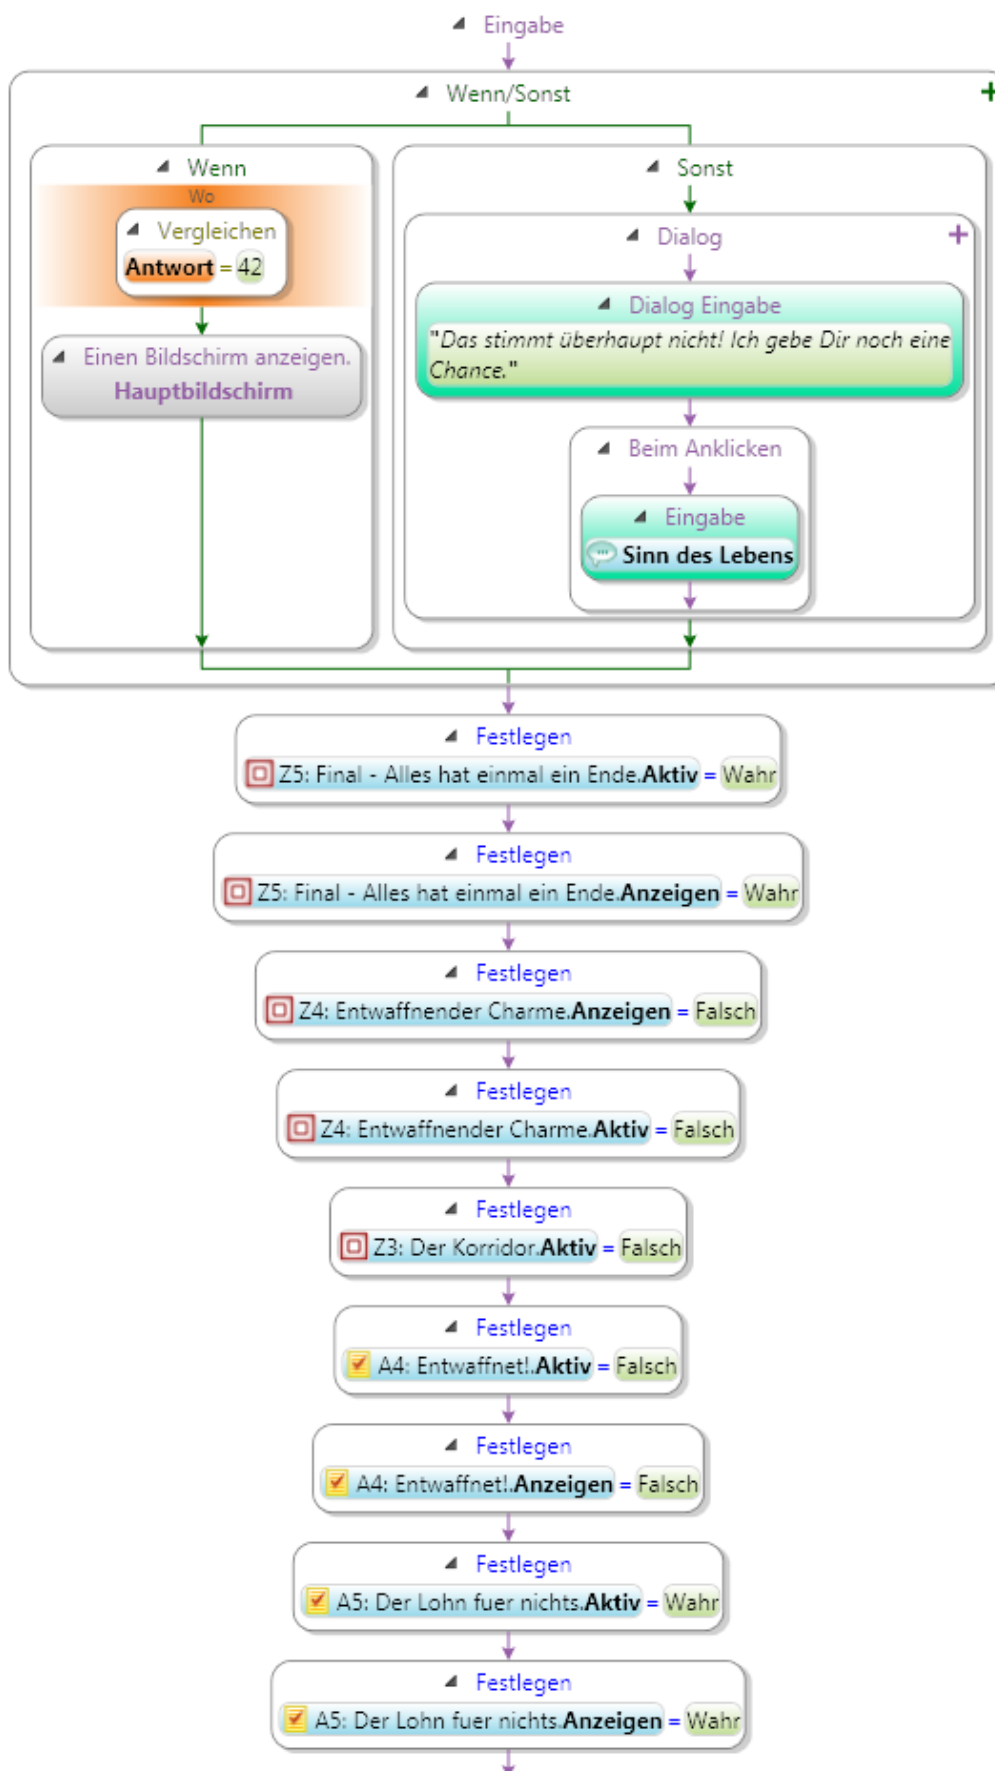 Eingabe
Wenn/Sonst
Wenn
Wo
Vergleichen
Antwort = 42
Einen Bildschirm anzeigen.
Hauptbildschirm
Sonst
Dialog
Dialog Eingabe
"Das stimmt überhaupt nicht! Ich gebe Dir noch eine
Chance."
Beim Anklicken
Eingabe
Sinn des Lebens
Festlegen
Z5: Final - Alles hat einmal ein Ende.Aktiv = Wahr
Festlegen
Z5: Final - Alles hat einmal ein Ende.Anzeigen = Wahr
Festlegen
Z4: Entwaffnender Charme.Anzeigen = Falsch
Festlegen
Z4: Entwaffnender Charme.Aktiv = Falsch
Festlegen
Z3: Der Korridor.Aktiv = Falsch
Festlegen
A4: Entwaffnet!.Aktiv = Falsch
Festlegen
A4: Entwaffnet!.Anzeigen = Falsch
Festlegen
A5: Der Lohn fuer nichts.Aktiv = Wahr
Festlegen
A5: Der Lohn fuer nichts.Anzeigen = Wahr